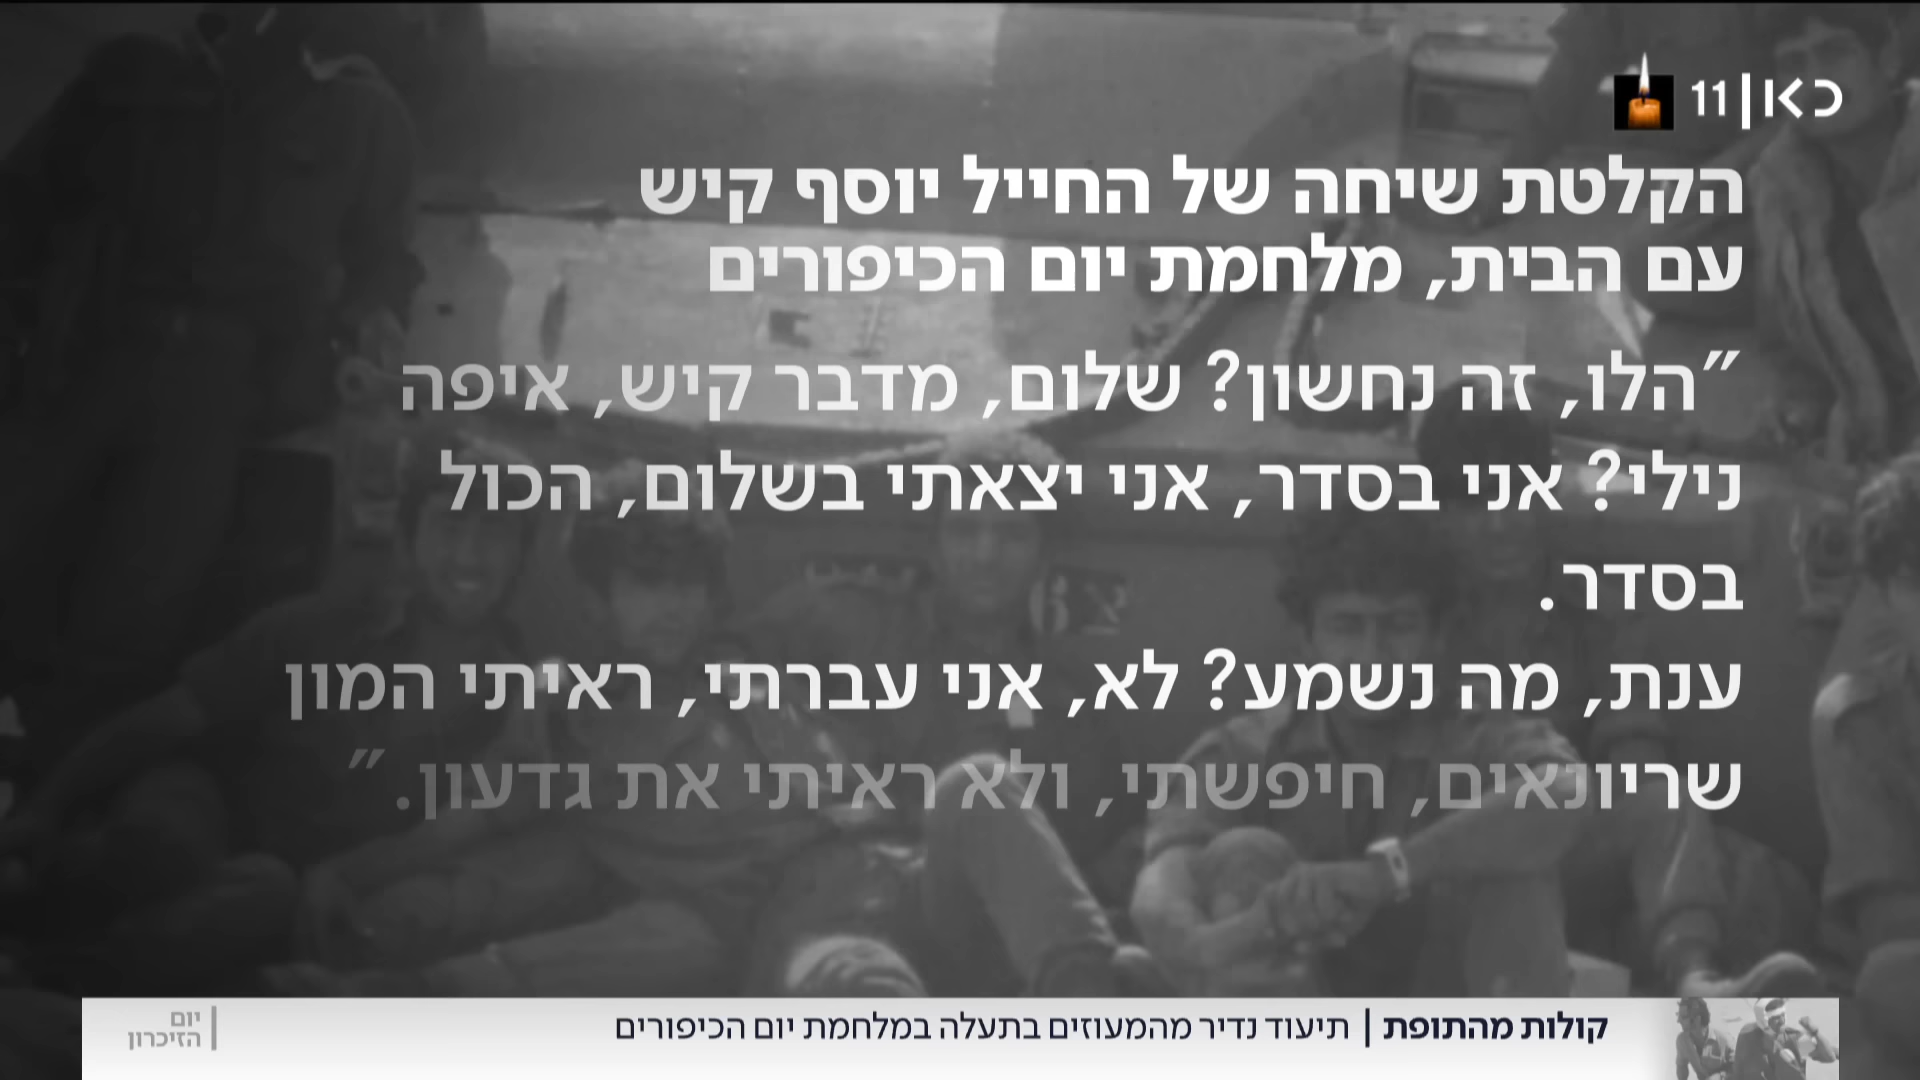 כאן 11
הקלטת שיחה של החייל יוסף קיש
עם הבית, מלחמת יום הכיפורים
"הלו, זה נחשון? שלום, מדבר קיש, איפה
נילי? אני בסדר, אני יצאתי בשלום, הכול
בסדר.
ענת, מה נשמע? לא, אני עברתי, ראיתי המון
שריונאים, חיפשתי, ולא ראיתי את גדעון."
קולות מהתופת | תיעוד נדיר מהמעוזים בתעלה במלחמת יום הכיפורים
יום
הזיכרון